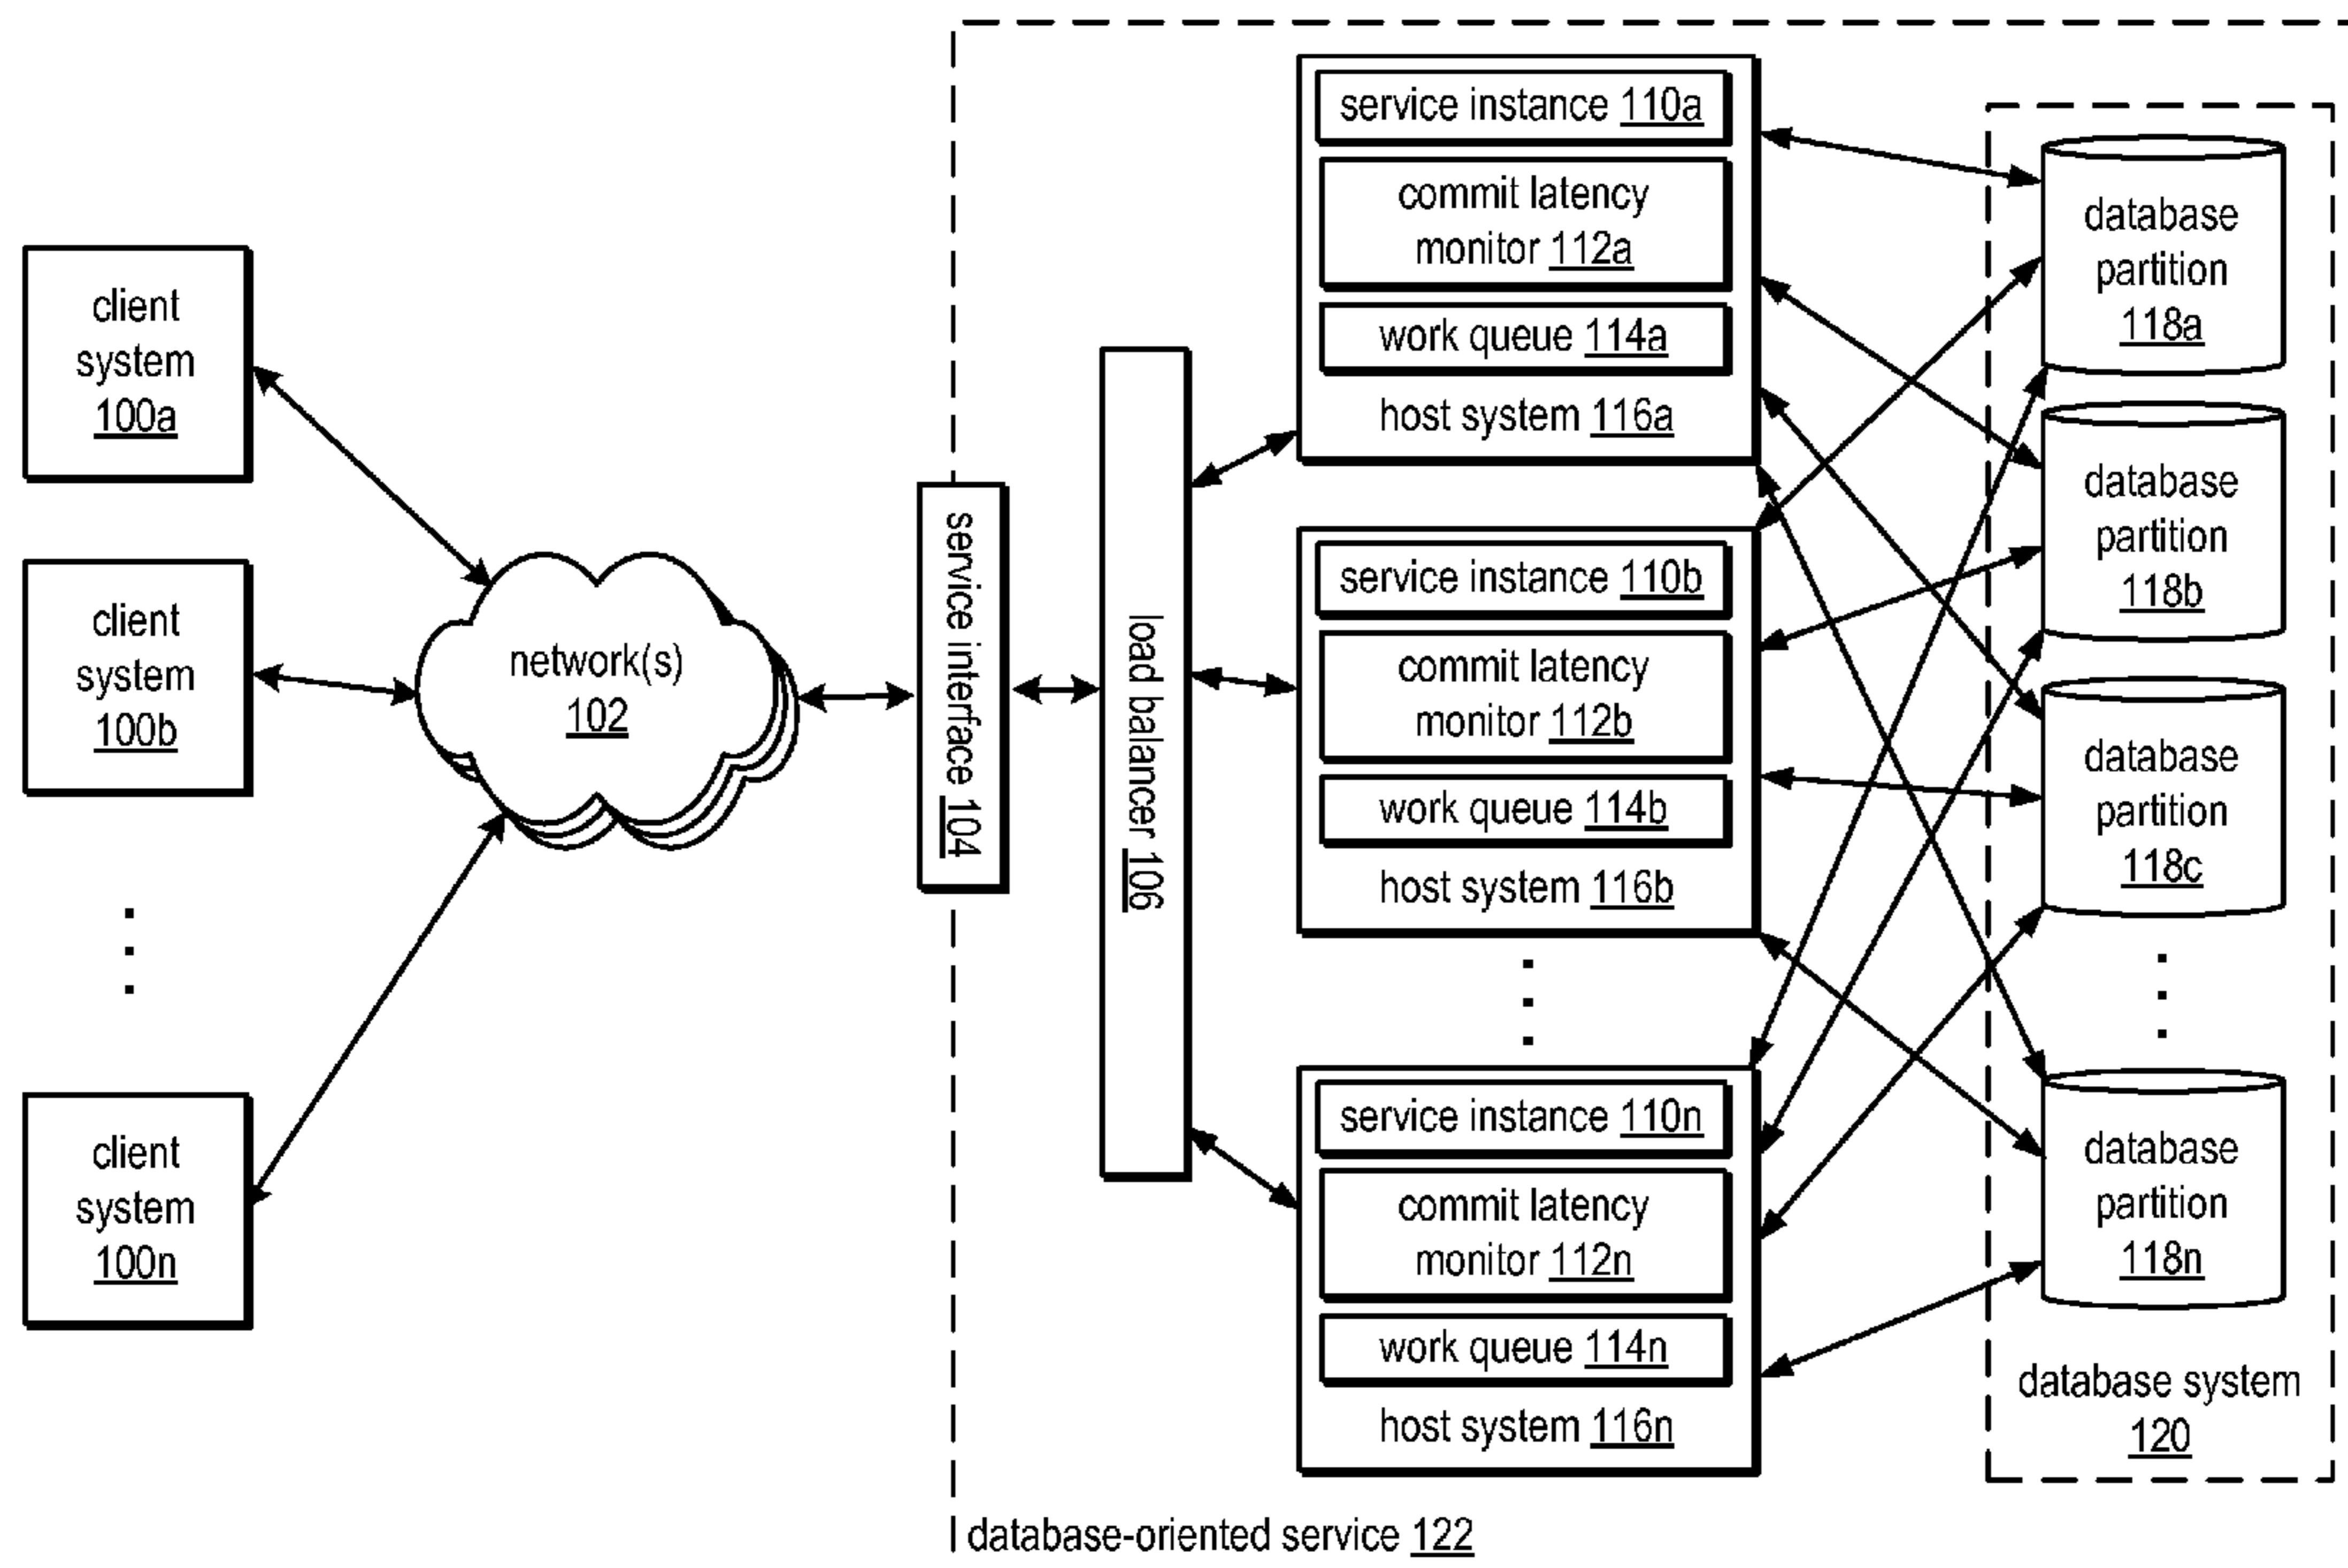 client
system
100a
client
system
100b
client
system
100n
network(s)
102
service interface 104
load balancer 106
service instance 110a
commit latency
monitor 112a
work queue 114a
host system 116a
service instance 110b
commit latency
monitor 112b
work queue 114b
host system 116b
service instance 110n
commit latency
monitor 112n
work queue 114n
host system 116n
database
partition
118a
database
partition
118b
database
partition
118c
database
partition
118n
database system
120
database-oriented service 122